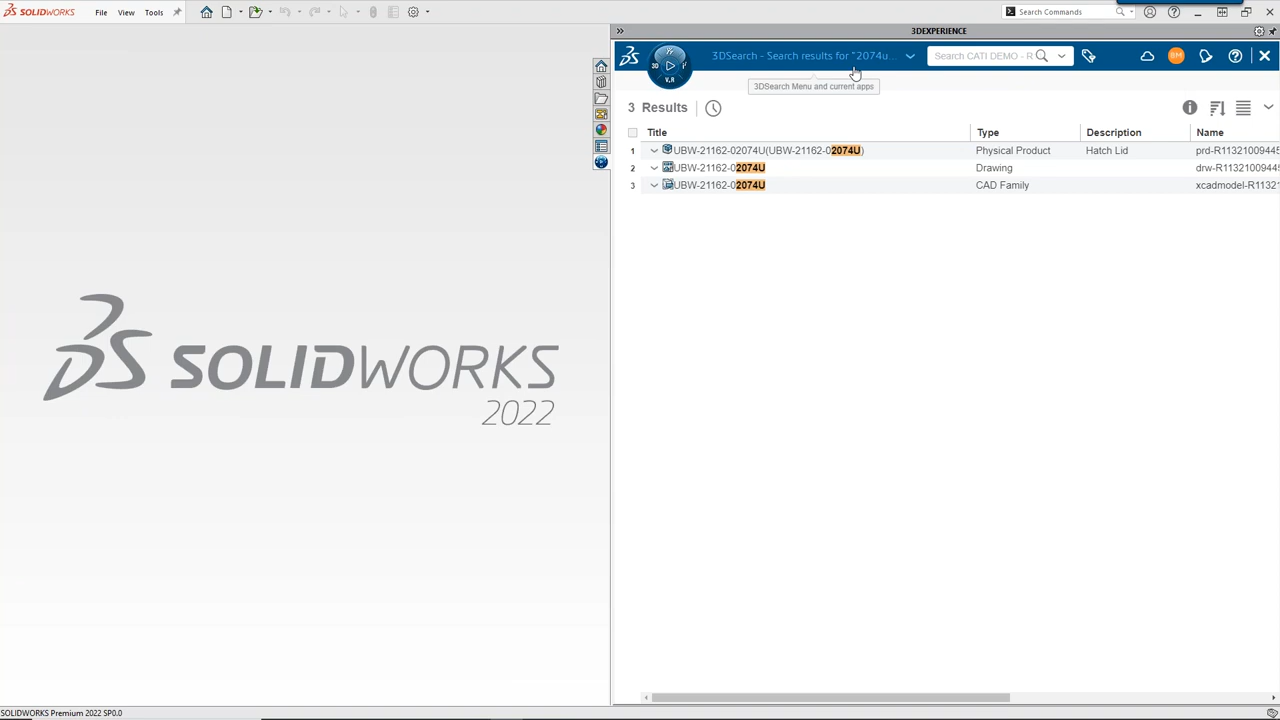 SOLIDWORKS File View Tools Search Commands
3DEXPERIENCE
3DSearch - Search results for "2074u... Search CATI DEMO - R BM
3D V.R
3DSearch Menu and current apps
3 Results
Title Type Description Name
1 UBW-21162-02074U(UBW-21162-02074U) Physical Product Hatch Lid prd-R11321009445
2 UBW-21162-02074U Drawing drw-R1132100944
3 UBW-21162-02074U CAD Family xcadmodel-R1132
SOLIDWORKS
2022
SOLIDWORKS Premium 2022 SP0.0